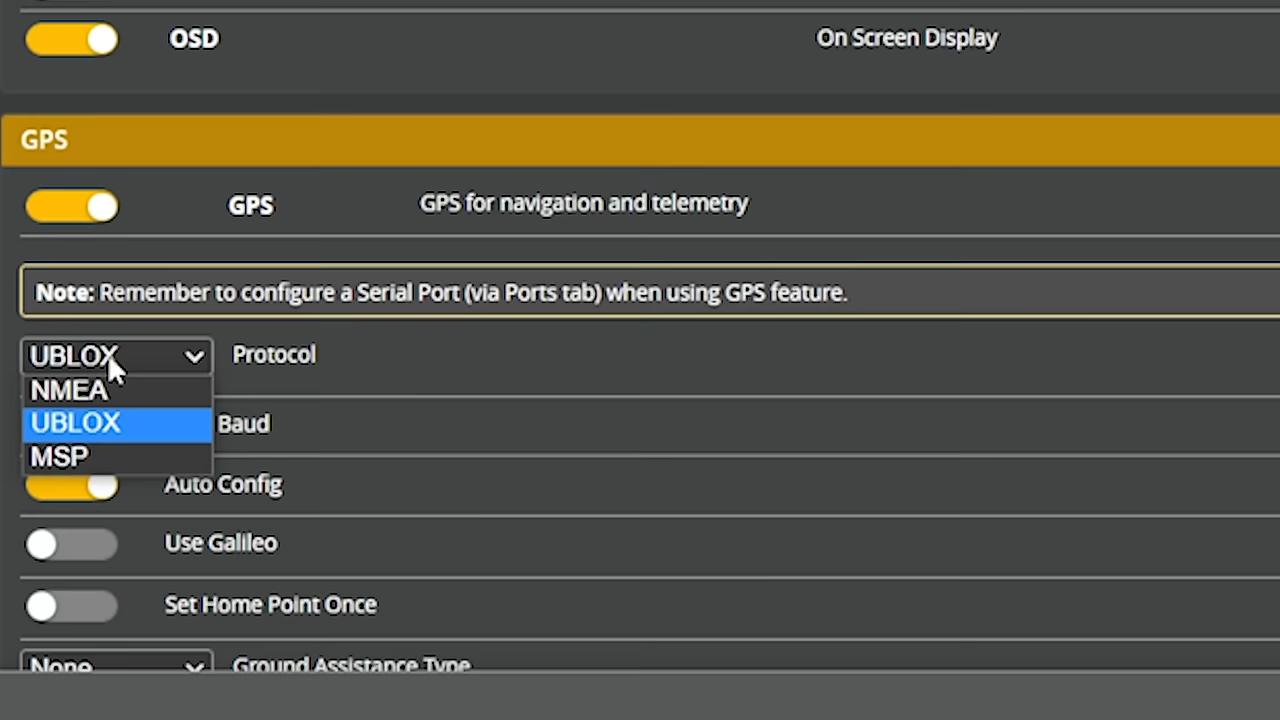 OSD On Screen Display
GPS
GPS GPS for navigation and telemetry
Note: Remember to configure a Serial Port (via Ports tab) when using GPS feature.
UBLOX Protocol
NMEA
UBLOX Baud
MSP
Auto Config
Use Galileo
Set Home Point Once
None Ground Assistance Type